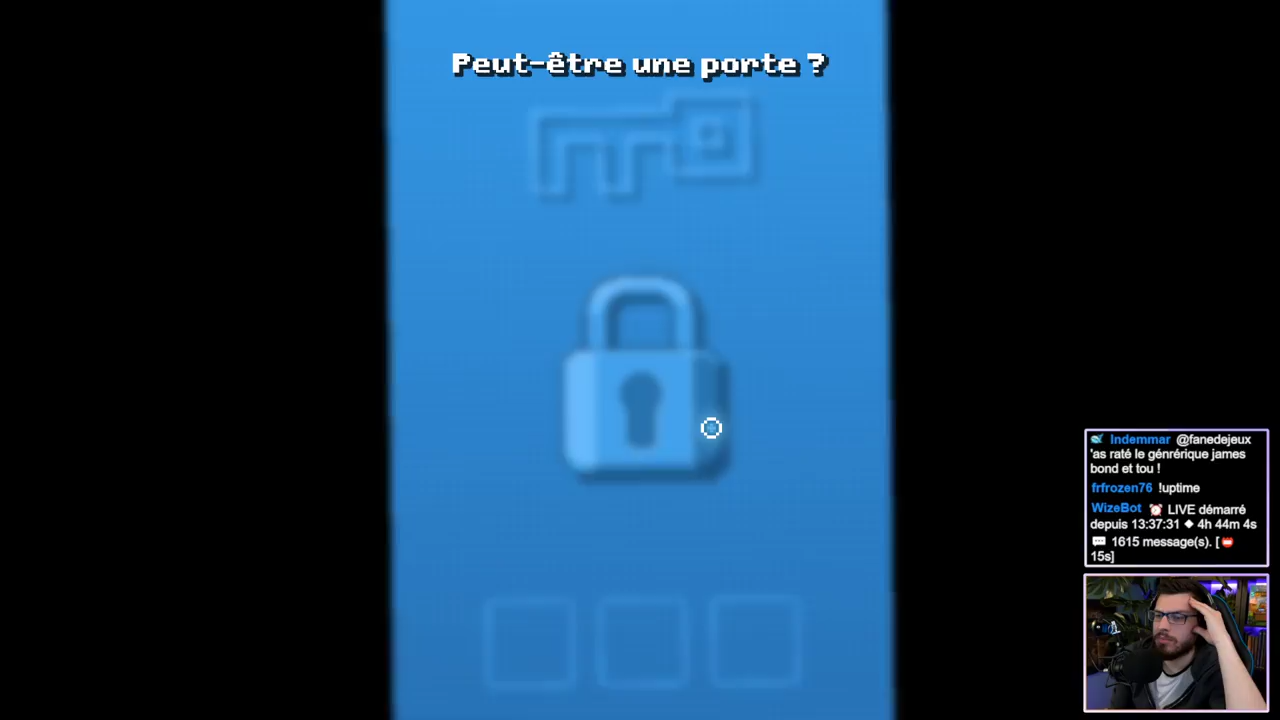 Peut-être une porte ?
Indemmar @fanedejeux
'as raté le génrérique james
bond et tou !
frfrozen76 !uptime
WizeBot ⏰ LIVE démarré
depuis 13:37:31 ◆ 4h 44m 4s
💬 1615 message(s). [📛
15s]